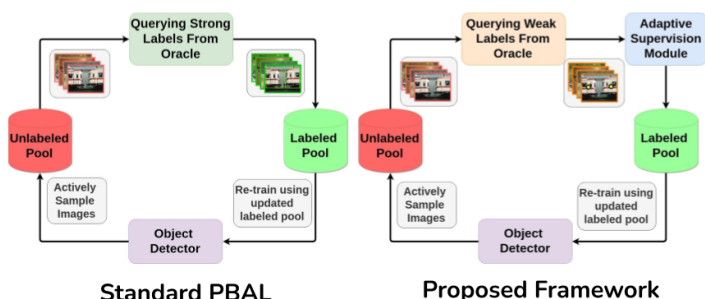 Querying Strong
Labels From
Oracle
Unlabeled
Pool
Labeled
Pool
Actively
Sample
Images
Re-train using
updated
labeled pool
Object
Detector
Standard PBAL
Querying Weak
Labels From
Oracle
Adaptive
Supervision
Module
Unlabeled
Pool
Labeled
Pool
Actively
Sample
Images
Re-train using
updated
labeled pool
Object
Detector
Proposed Framework